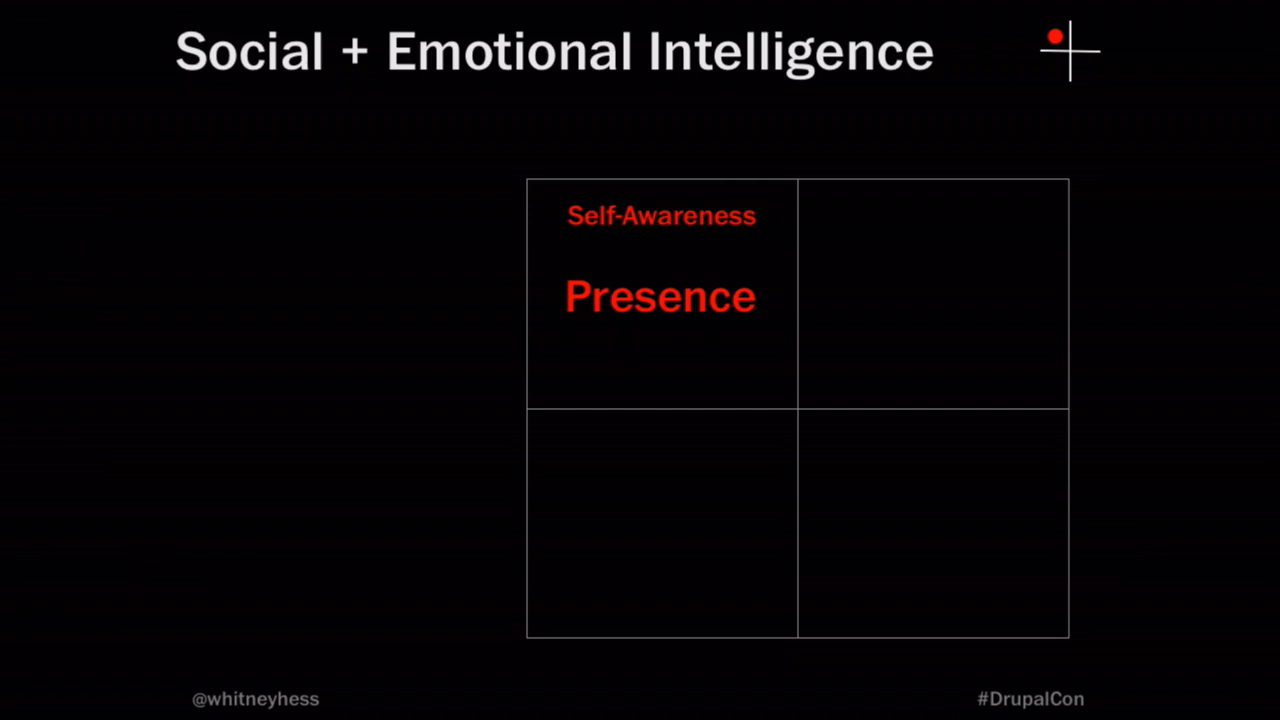 Social + Emotional Intelligence
Self-Awareness
Presence
@whitneyhess
#DrupalCon